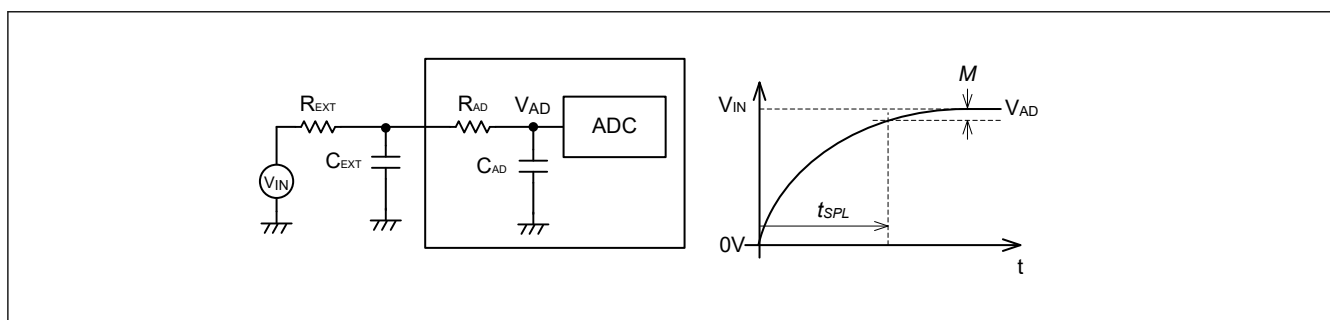 REXT
RAD
VAD
ADC
CEXT
CAD
VIN
M
VIN
VAD
tSPL
0V
t